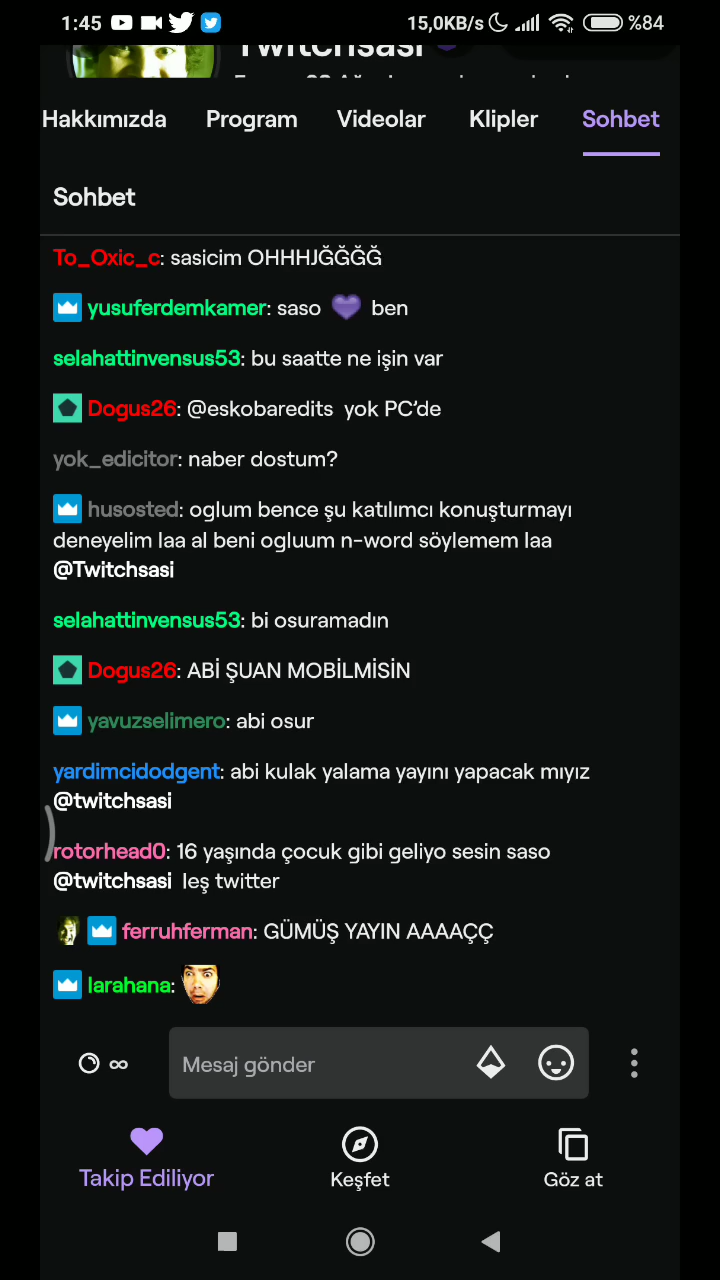 1:45
15,0KB/s
%84
Twitchsasi
Hakkımızda Program Videolar Klipler Sohbet
Sohbet
To_Oxic_c: sasicim OHHHJĞĞĞĞ
yusuferdemkamer: saso 💜 ben
selahattinvensus53: bu saatte ne işin var
Dogus26: @eskobaredits yok PC’de
yok_edicitor: naber dostum?
husosted: oglum bence şu katılımcı konuşturmayı
deneyelim laa al beni ogluum n-word söylemem laa
@Twitchsasi
selahattinvensus53: bi osuramadın
Dogus26: ABİ ŞUAN MOBİLMİSİN
yavuzselimero: abi osur
yardimcidodgent: abi kulak yalama yayını yapacak mıyız
@twitchsasi
rotorhead0: 16 yaşında çocuk gibi geliyo sesin saso
@twitchsasi leş twitter
ferruhferman: GÜMÜŞ YAYIN AAAAÇÇ
larahana:
∞
Mesaj gönder
Takip Ediliyor
Keşfet
Göz at